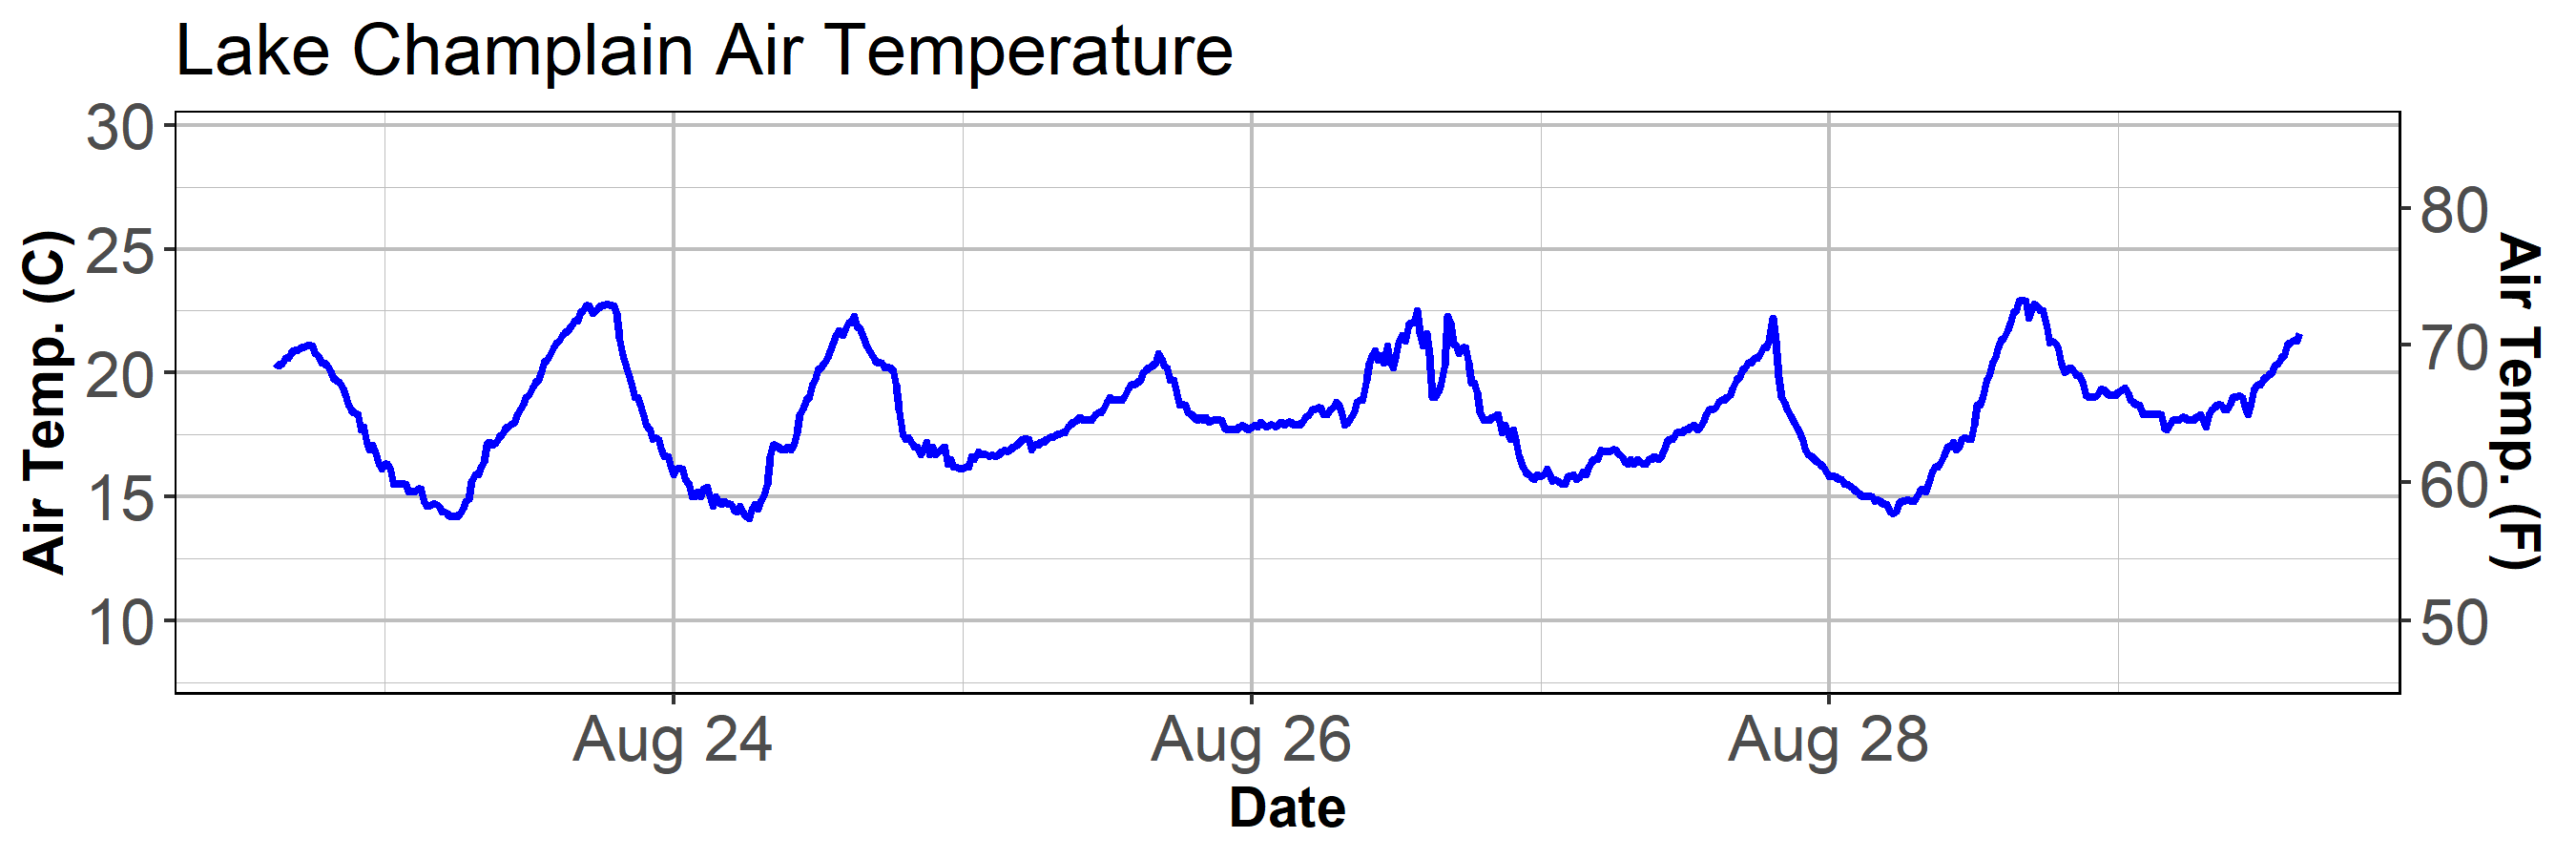 Lake Champlain Air Temperature
Air Temp. (C)
30
25
20
15
10
80
70
60
50
Air Temp. (F)
Aug 24
Aug 26
Aug 28
Date